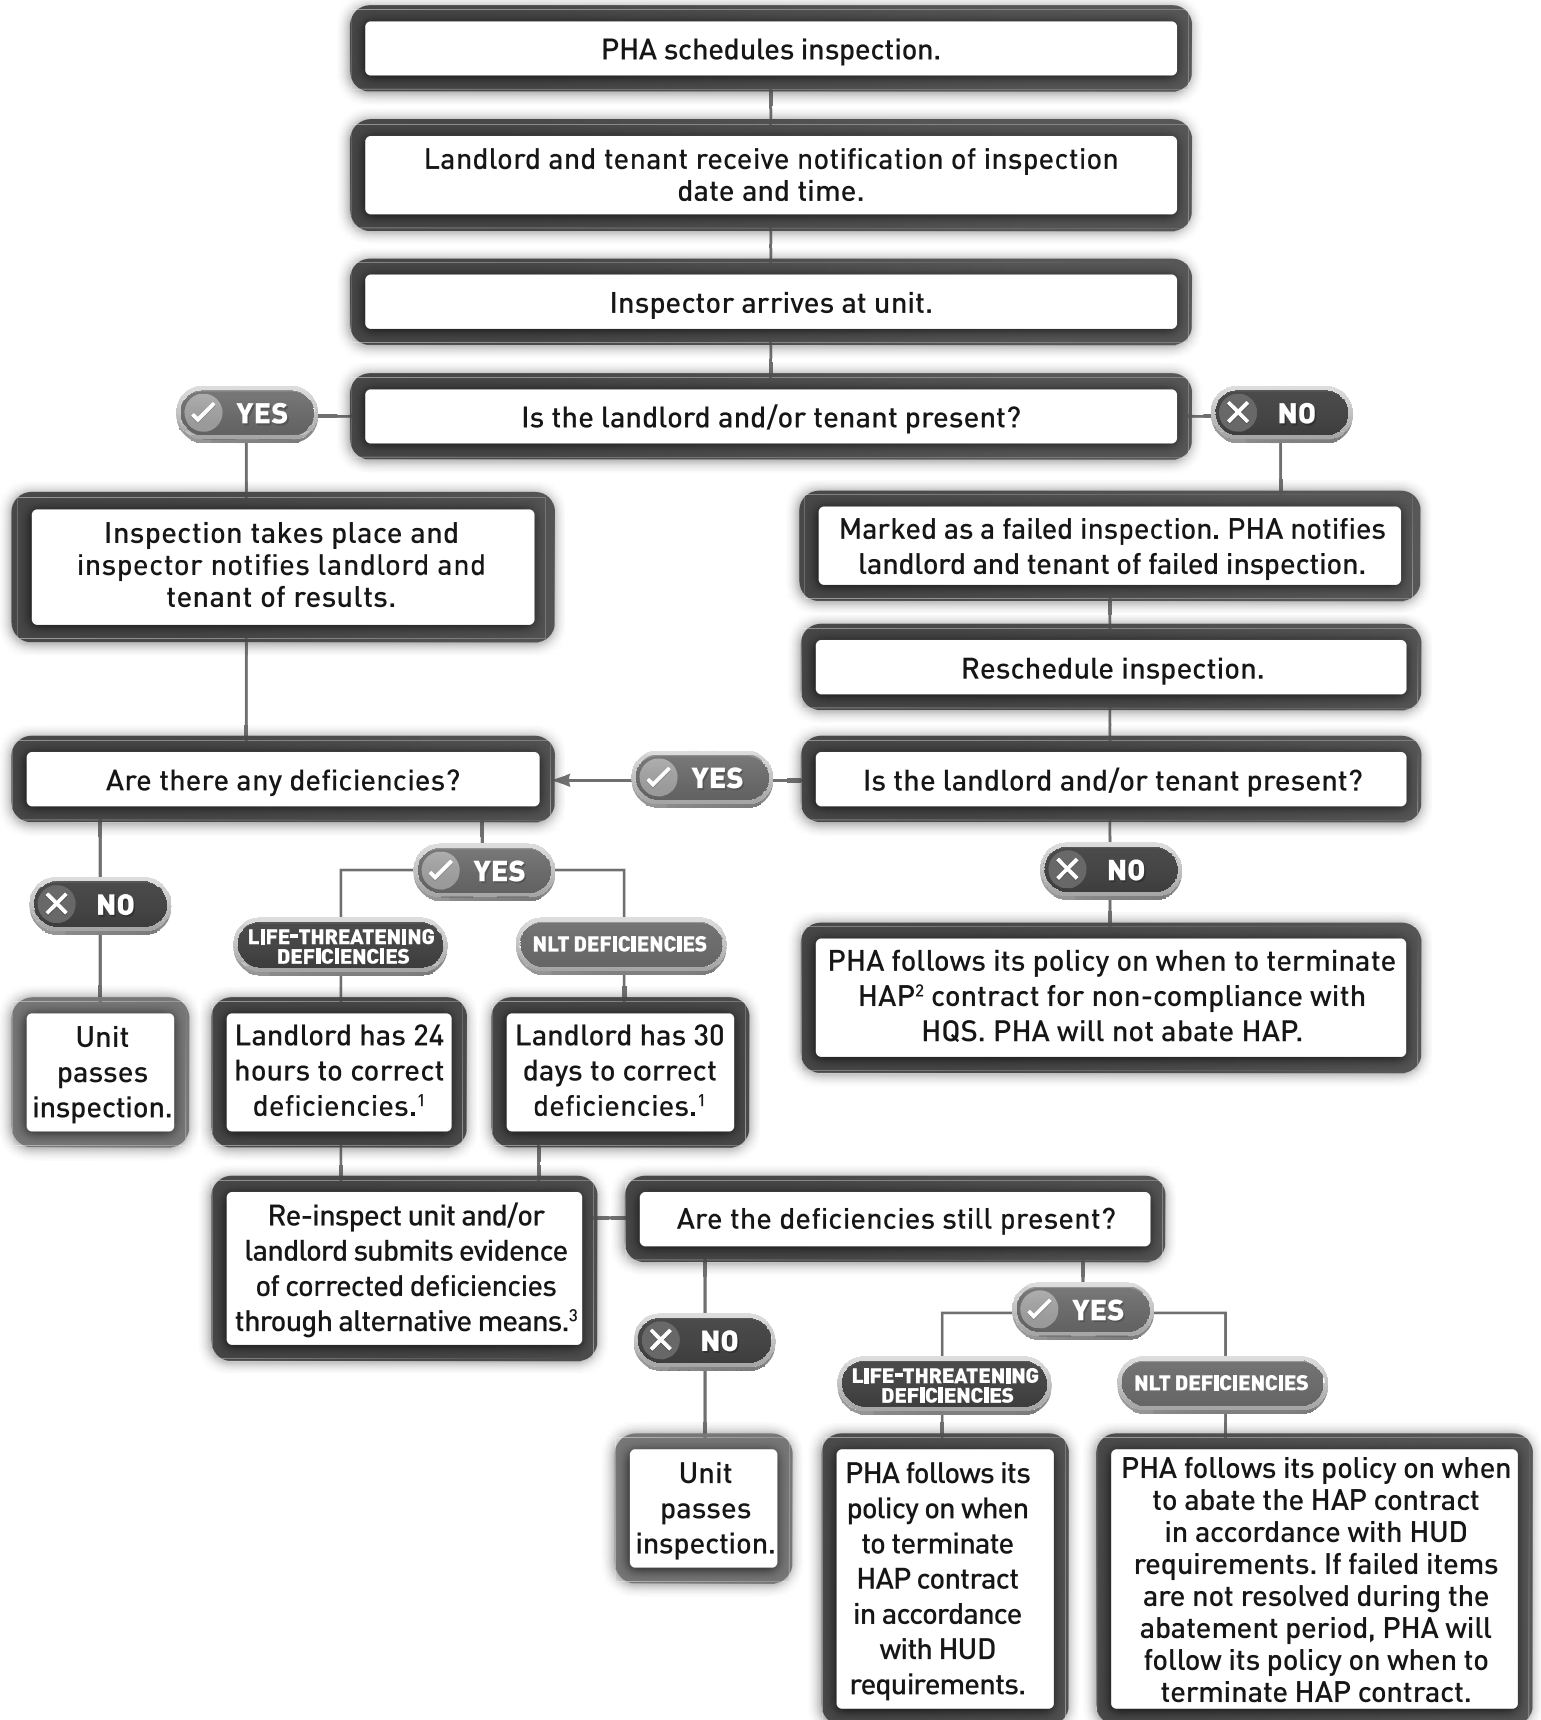 PHA schedules inspection.
Landlord and tenant receive notification of inspection
date and time.
Inspector arrives at unit.
YES
Is the landlord and/or tenant present?
NO
Inspection takes place and
inspector notifies landlord and
tenant of results.
Marked as a failed inspection. PHA notifies
landlord and tenant of failed inspection.
Reschedule inspection.
Are there any deficiencies?
YES
Is the landlord and/or tenant present?
NO
YES
NO
LIFE-THREATENING
DEFICIENCIES
NLT DEFICIENCIES
PHA follows its policy on when to terminate
HAP² contract for non-compliance with
HQS. PHA will not abate HAP.
Unit
passes
inspection.
Landlord has 24
hours to correct
deficiencies.¹
Landlord has 30
days to correct
deficiencies.¹
Re-inspect unit and/or
landlord submits evidence
of corrected deficiencies
through alternative means.³
Are the deficiencies still present?
NO
YES
LIFE-THREATENING
DEFICIENCIES
NLT DEFICIENCIES
Unit
passes
inspection.
PHA follows its
policy on when
to terminate
HAP contract
in accordance
with HUD
requirements.
PHA follows its policy on when
to abate the HAP contract
in accordance with HUD
requirements. If failed items
are not resolved during the
abatement period, PHA will
follow its policy on when to
terminate HAP contract.